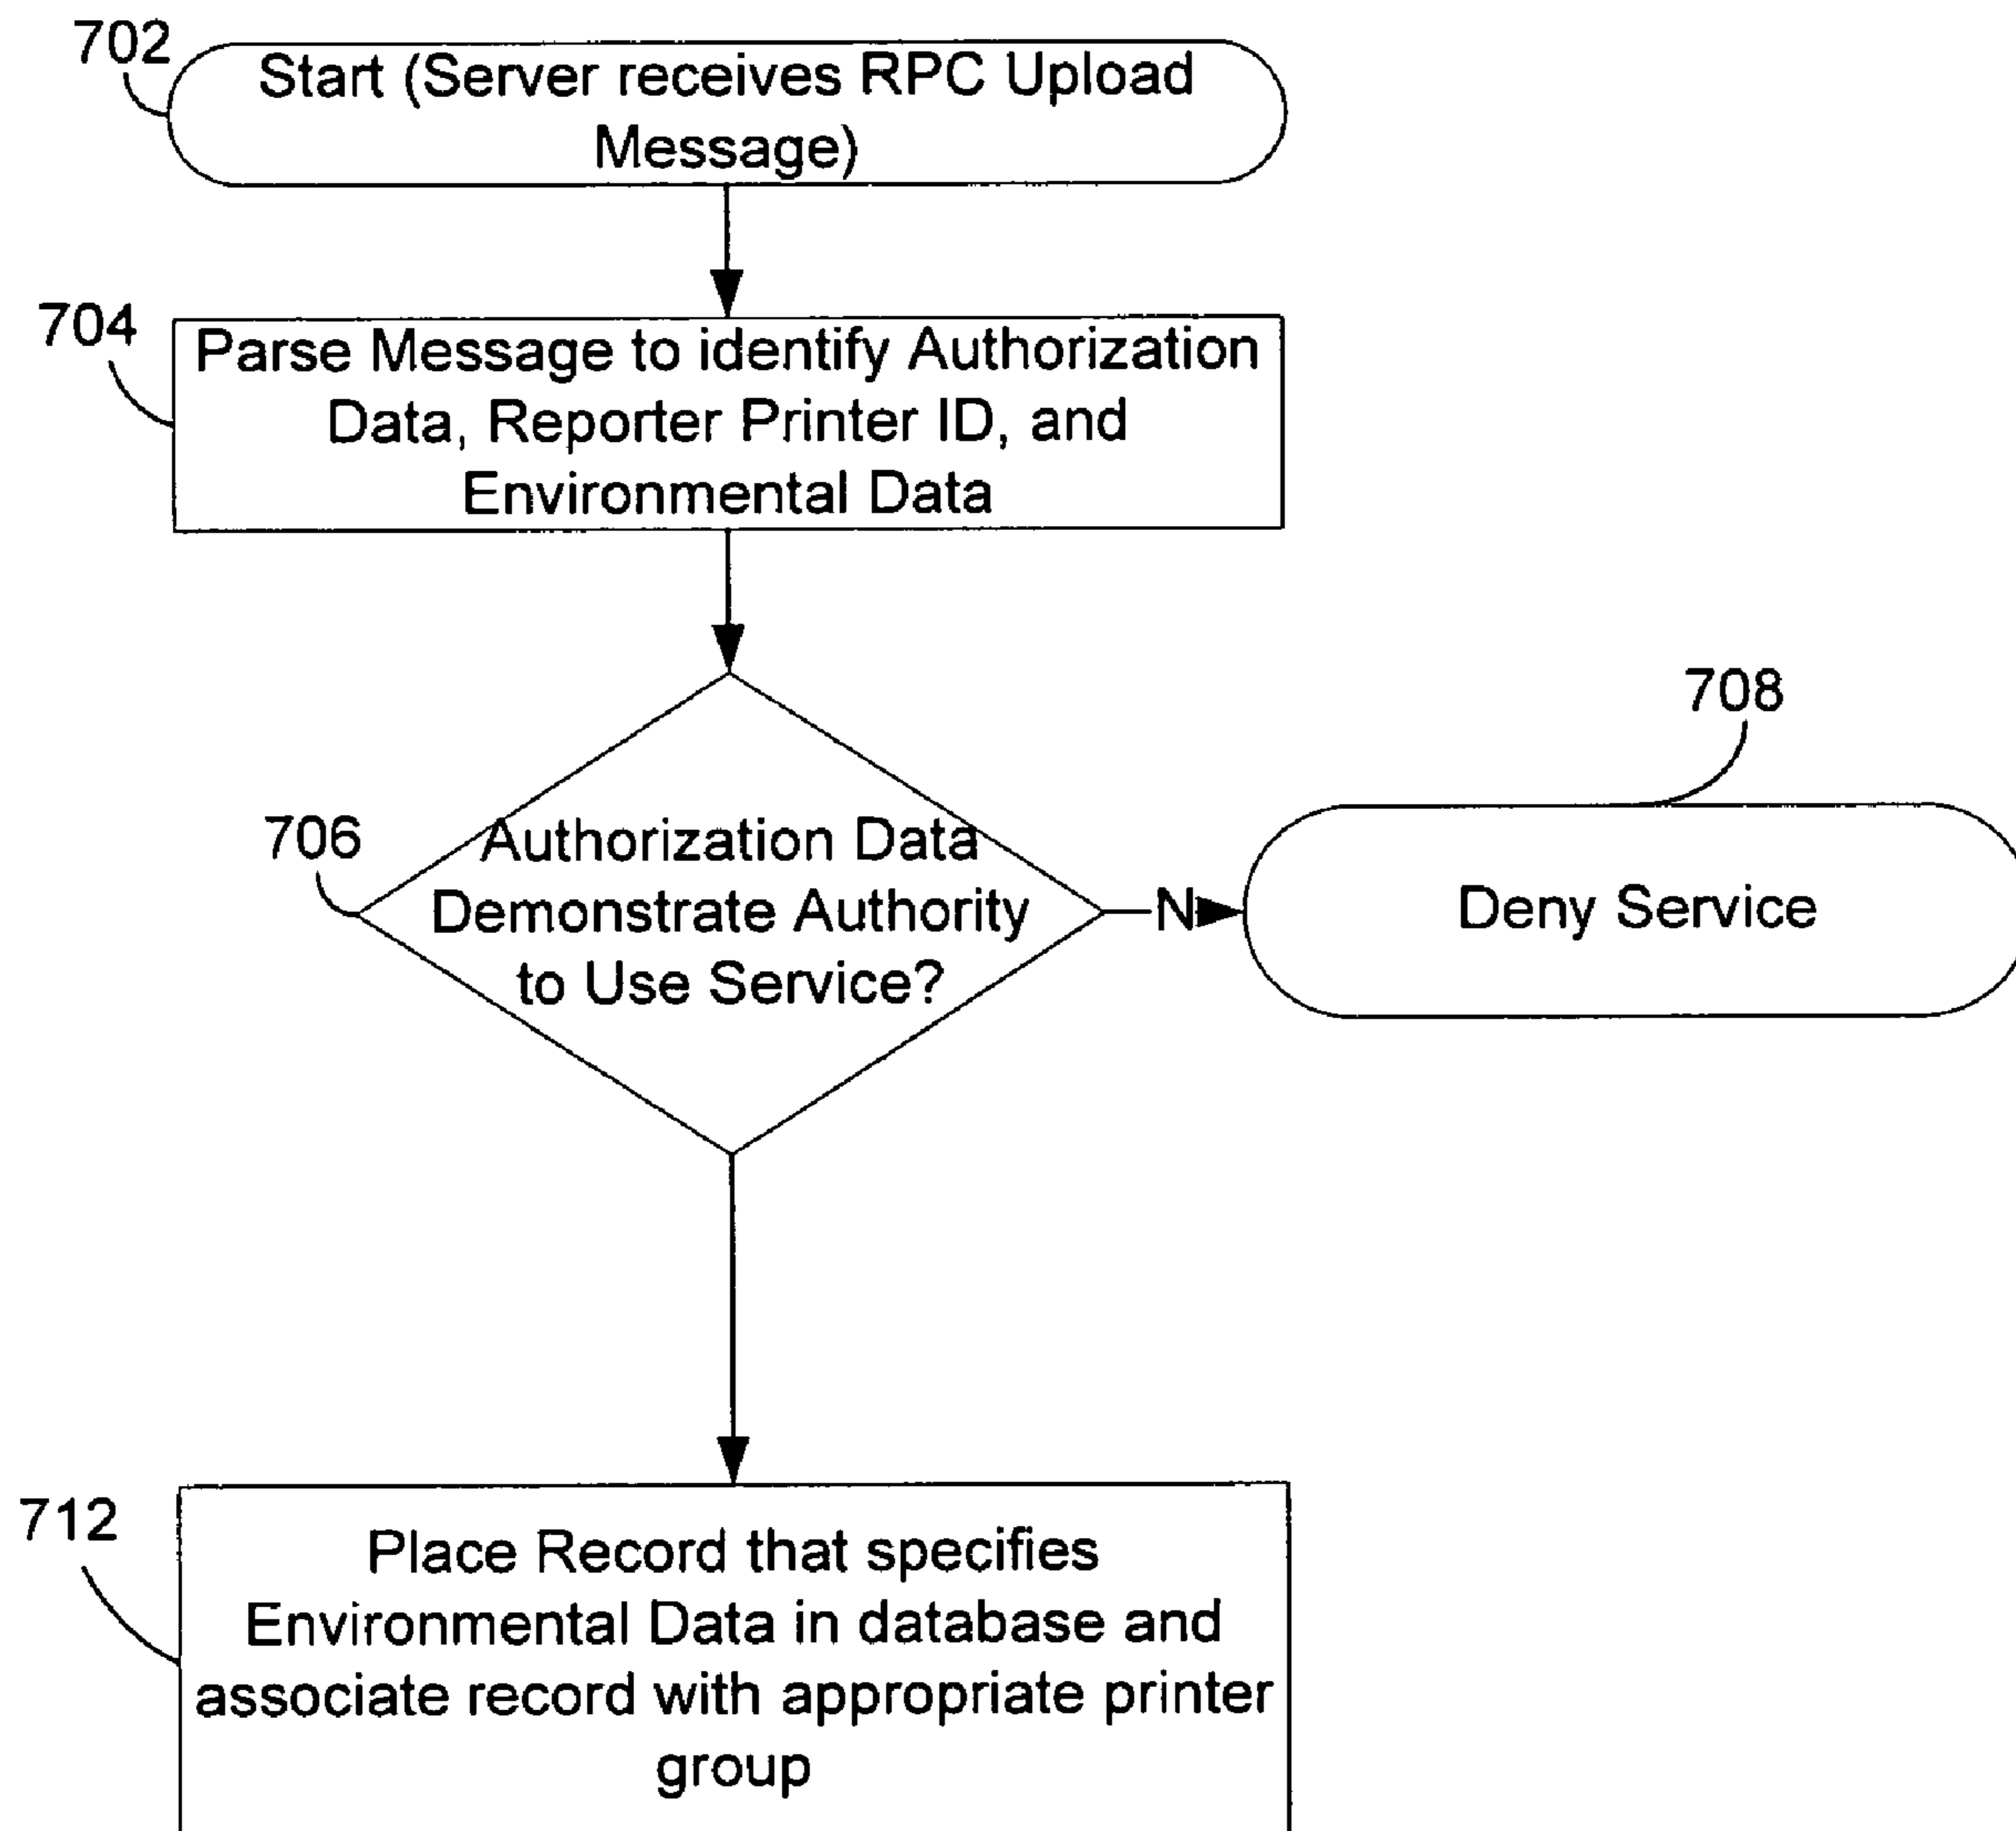 702
Start (Server receives RPC Upload
Message)
704
Parse Message to identify Authorization
Data, Reporter Printer ID, and
Environmental Data
708
706
Authorization Data
Demonstrate Authority
to Use Service?
N
Deny Service
712
Place Record that specifies
Environmental Data in database and
associate record with appropriate printer
group